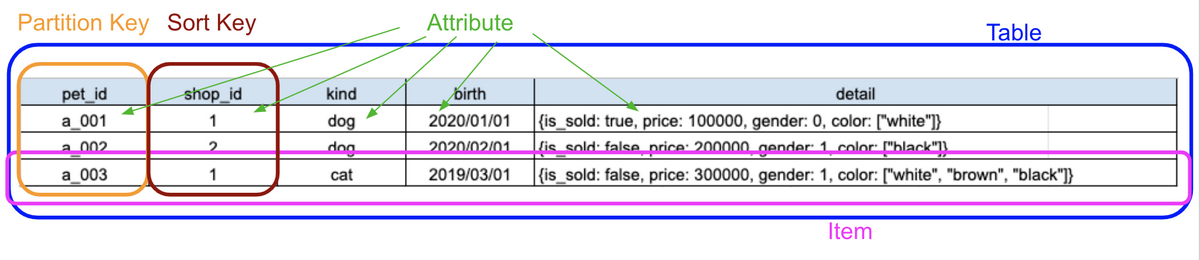 Partition Key Sort Key Attribute Table
pet_id shop_id kind birth detail
a_001 1 dog 2020/01/01 {is_sold: true, price: 100000, gender: 0, color: ["white"]}
a_002 2 dog 2020/02/01 {is_sold: false, price: 200000, gender: 1, color: ["black"]}
a_003 1 cat 2019/03/01 {is_sold: false, price: 300000, gender: 1, color: ["white", "brown", "black"]}
Item